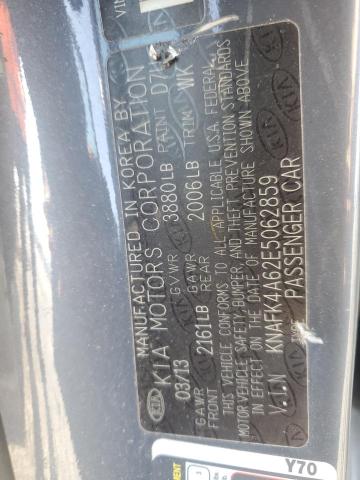 MANUFACTURED IN KOREA BY
KIA MOTORS CORPORATION
03/13 GVWR 3880LB PAINT
GAWR FRONT 2161LB GAWR REAR 2006LB TRIM WK
THIS VEHICLE CONFORMS TO ALL APPLICABLE U.S.A. FEDERAL
MOTOR VEHICLE SAFETY, BUMPER, AND THEFT PREVENTION STANDARDS
IN EFFECT ON THE DATE OF MANUFACTURE SHOWN ABOVE.
V.I.N KNAFK4A62E5062859
TYPE: PASSENGER CAR
Y70
VIN